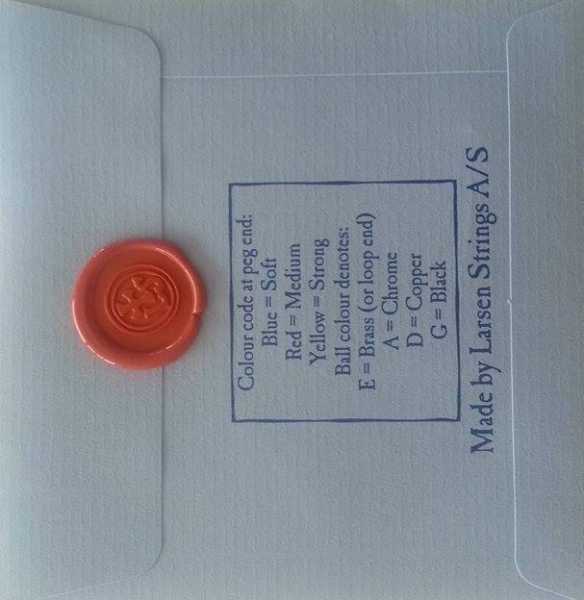 Colour code at peg end:
Blue = Soft
Red = Medium
Yellow = Strong
Ball colour denotes:
E = Brass (or loop end)
A = Chrome
D = Copper
G = Black
Made by Larsen Strings A/S